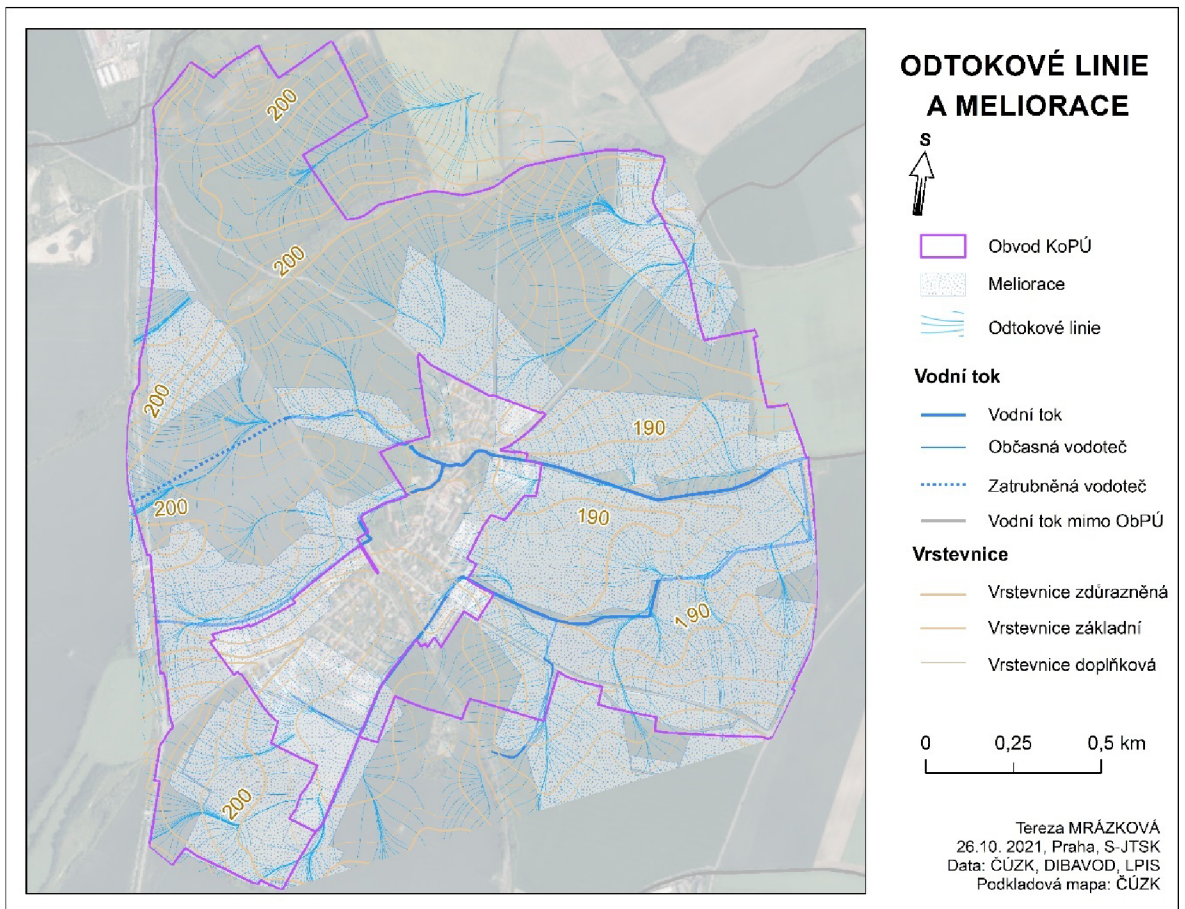 ODTOKOVÉ LINIE
A MELIORACE
S
Obvod KoPÚ
Meliorace
Odtokové linie
Vodní tok
Vodní tok
Občasná vodoteč
Zatrubněná vodoteč
Vodní tok mimo ObPÚ
Vrstevnice
Vrstevnice zdůrazněná
Vrstevnice základní
Vrstevnice doplňková
0 0,25 0,5 km
Tereza MRÁZKOVÁ
26.10. 2021, Praha, S-JTSK
Data: ČÚZK, DIBAVOD, LPIS
Podkladová mapa: ČÚZK
200
200
200
190
200
190
190
200